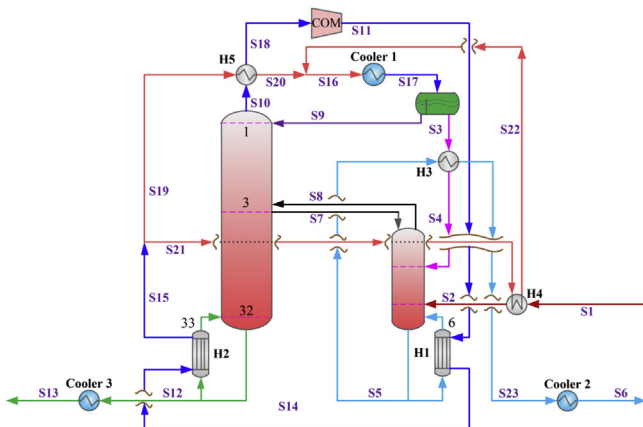 COM
S11
S18
H5
Cooler 1
S20
S16
S17
S10
S9
S3
S22
1
H3
S19
S8
3
S7
S4
S21
S15
S2
H4
S1
33
32
6
H2
H1
Cooler 3
Cooler 2
S13
S12
S14
S5
S23
S6